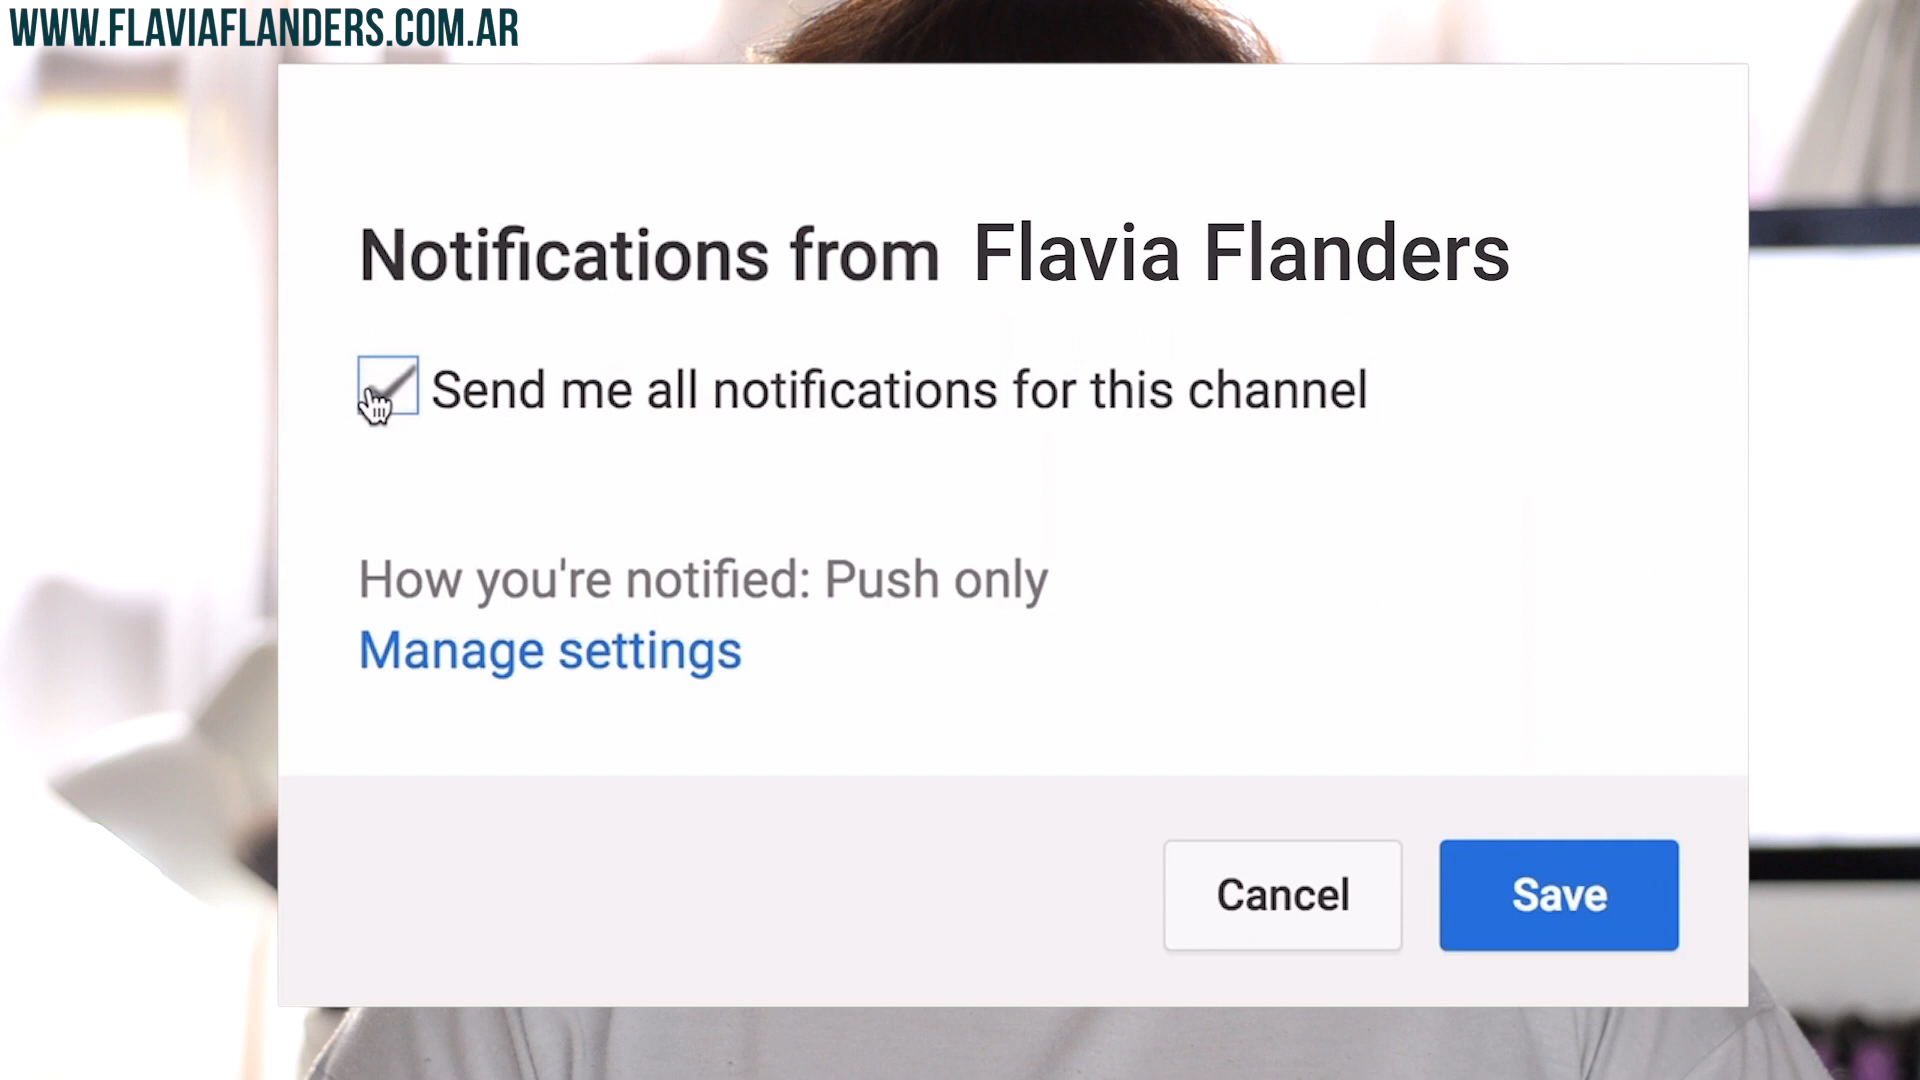 WWW.FLAVIAFLANDERS.COM.AR
Notifications from Flavia Flanders
Send me all notifications for this channel
How you're notified: Push only
Manage settings
Cancel
Save